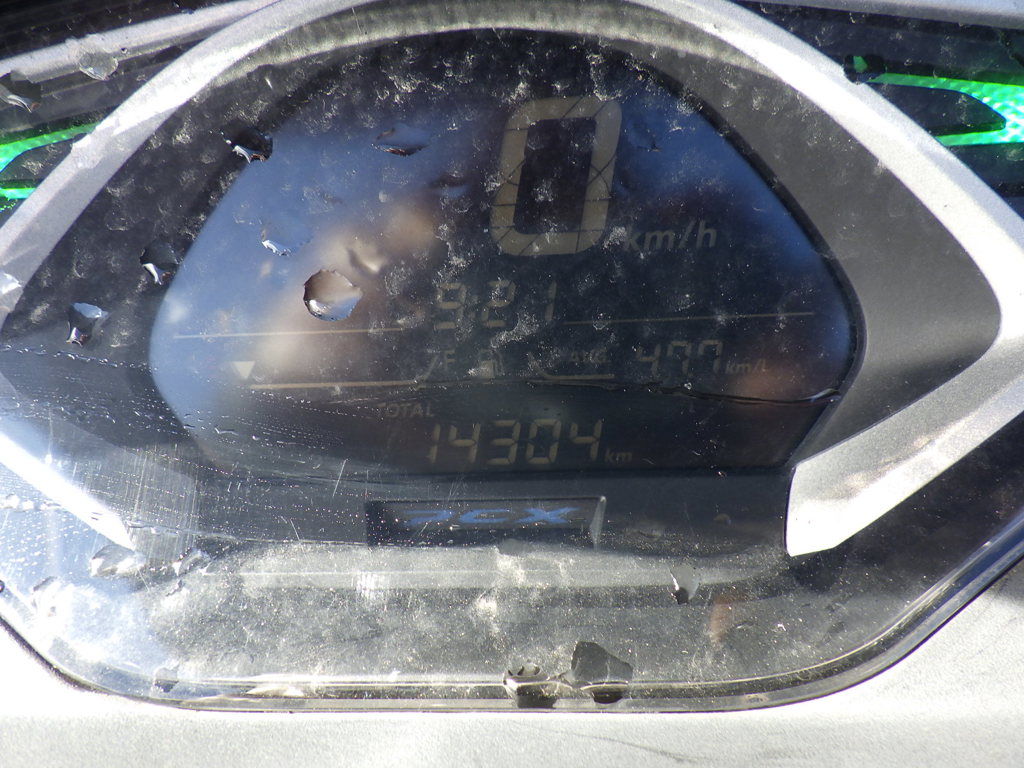 0 km/h
9:21
F AVG. 47.7 km/L
TOTAL
14304 km
PCX